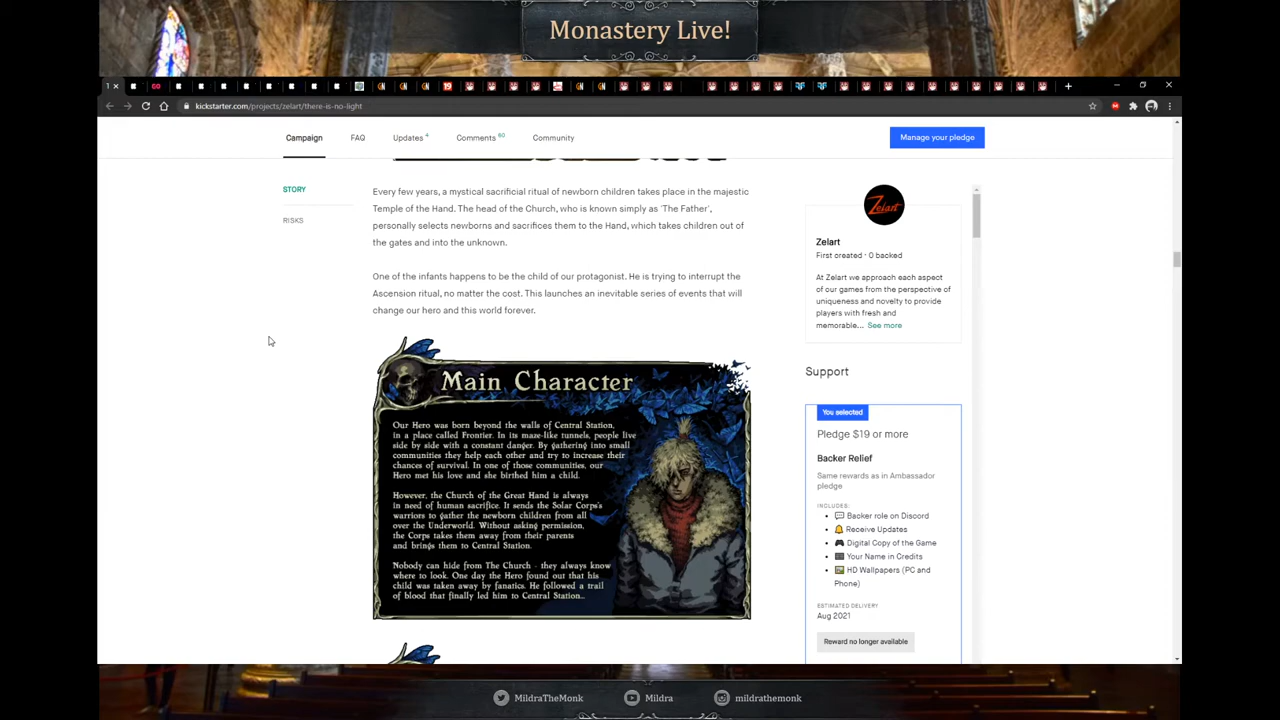 Monastery Live!
kickstarter.com/projects/zelart/there-is-no-light
Campaign
FAQ
Updates 4
Comments 60
Community
Manage your pledge
STORY
RISKS
Every few years, a mystical sacrificial ritual of newborn children takes place in the majestic
Temple of the Hand. The head of the Church, who is known simply as 'The Father',
personally selects newborns and sacrifices them to the Hand, which takes children out of
the gates and into the unknown.
One of the infants happens to be the child of our protagonist. He is trying to interrupt the
Ascension ritual, no matter the cost. This launches an inevitable series of events that will
change our hero and this world forever.
Main Character
Our Hero was born beyond the walls of Central Station,
in a place called Frontier. In its maze-like tunnels, people live
side by side with a constant danger. By gathering into small
communities they help each other and try to increase their
chances of survival. In one of those communities, our
Hero met his love and she birthed him a child.
However, the Church of the Great Hand is always
in need of human sacrifice. It sends the Solar Corps's
warriors to gather the newborn children from all
over the Underworld. Without asking permission,
the Corps takes them away from their parents
and brings them to Central Station.
Nobody can hide from The Church - they always know
where to look. One day the Hero found out that his
child was taken away by fanatics. He followed a trail
of blood that finally led him to Central Station...
Zelart
Zelart
First created · 0 backed
At Zelart we approach each aspect
of our games from the perspective of
uniqueness and novelty to provide
players with fresh and
memorable... See more
Support
You selected
Pledge $19 or more
Backer Relief
Same rewards as in Ambassador
pledge
INCLUDES:
Backer role on Discord
Receive Updates
Digital Copy of the Game
Your Name in Credits
HD Wallpapers (PC and
Phone)
ESTIMATED DELIVERY
Aug 2021
Reward no longer available
MildraTheMonk
Mildra
mildrathemonk